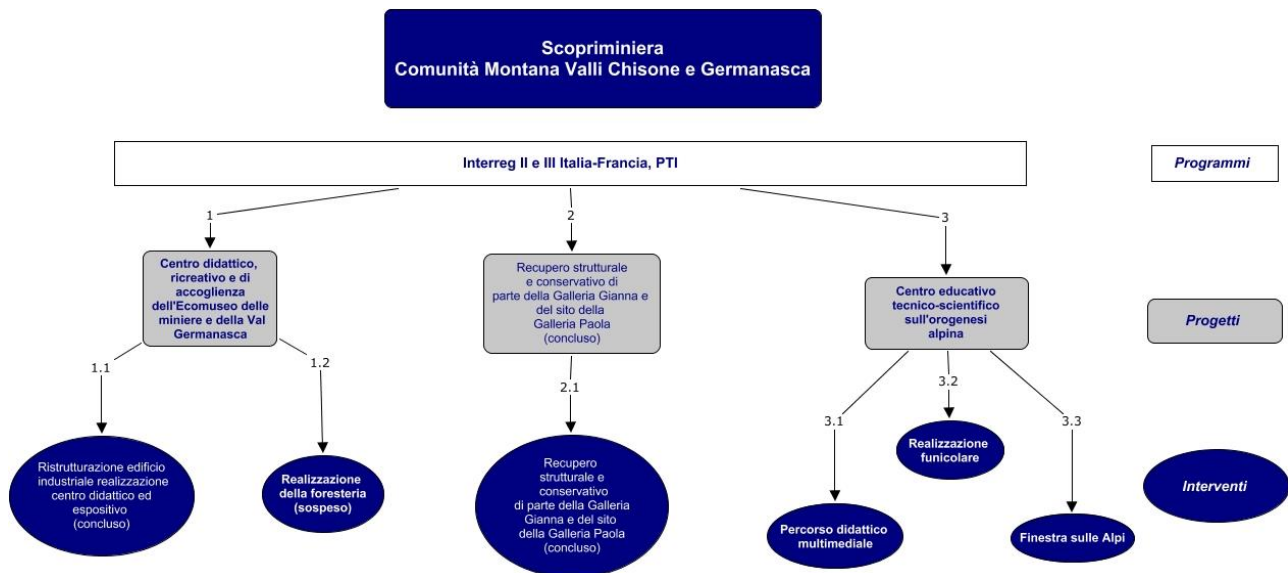 Scopriminiera
Comunità Montana Valli Chisone e Germanasca
Interreg II e III Italia-Francia, PTI
Programmi
1
2
3
Centro didattico,
ricreativo e di
accoglienza
dell'Ecomuseo delle
miniere e della Val
Germanasca
Recupero strutturale
e conservativo di
parte della Galleria Gianna e
del sito della
Galleria Paola
(concluso)
Centro educativo
tecnico-scientifico
sull'orogenesi
alpina
Progetti
1.1
1.2
2.1
3.1
3.2
3.3
Ristrutturazione edificio
industriale realizzazione
centro didattico ed
espositivo
(concluso)
Realizzazione
della foresteria
(sospeso)
Recupero
strutturale e
conservativo
di parte della Galleria
Gianna e del sito
della Galleria Paola
(concluso)
Percorso didattico
multimediale
Realizzazione
funicolare
Finestra sulle Alpi
Interventi